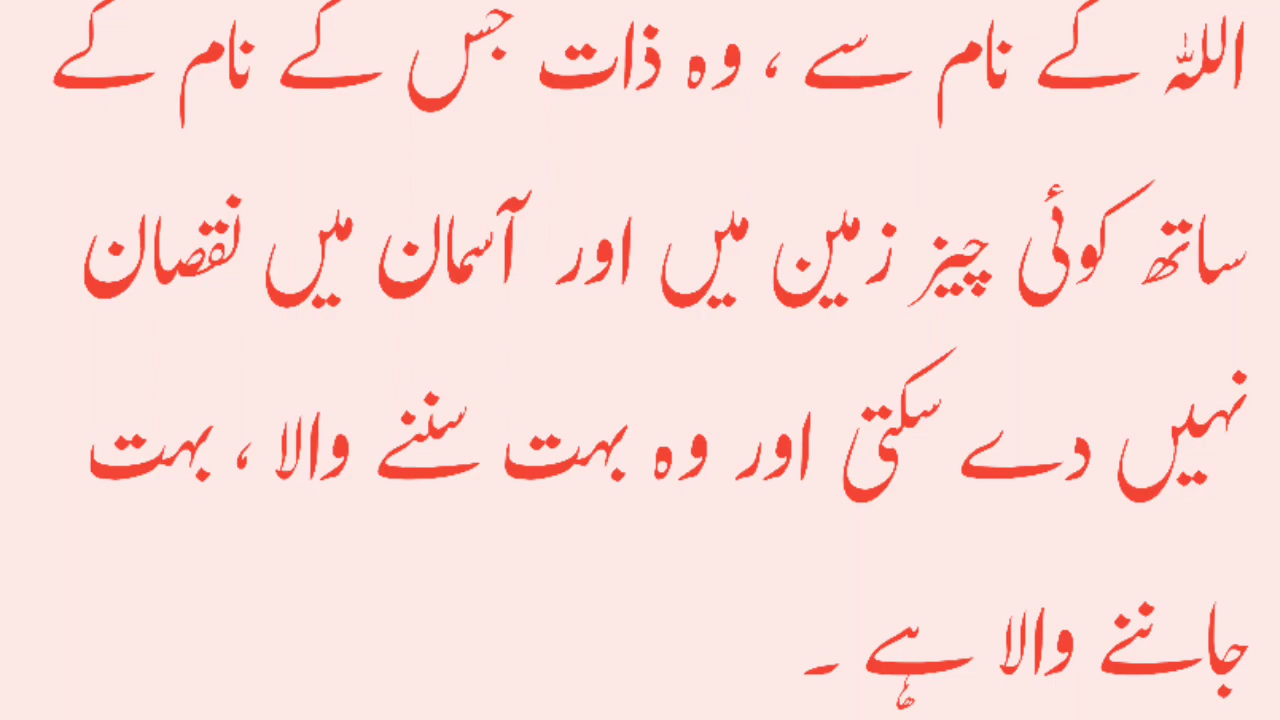 اللہ کے نام سے ، وہ ذات جس کے نام کے
ساتھ کوئی چیز زمین میں اور آسمان میں نقصان
نہیں دے سکتی اور وہ بہت سننے والا ، بہت
جاننے والا ہے ۔